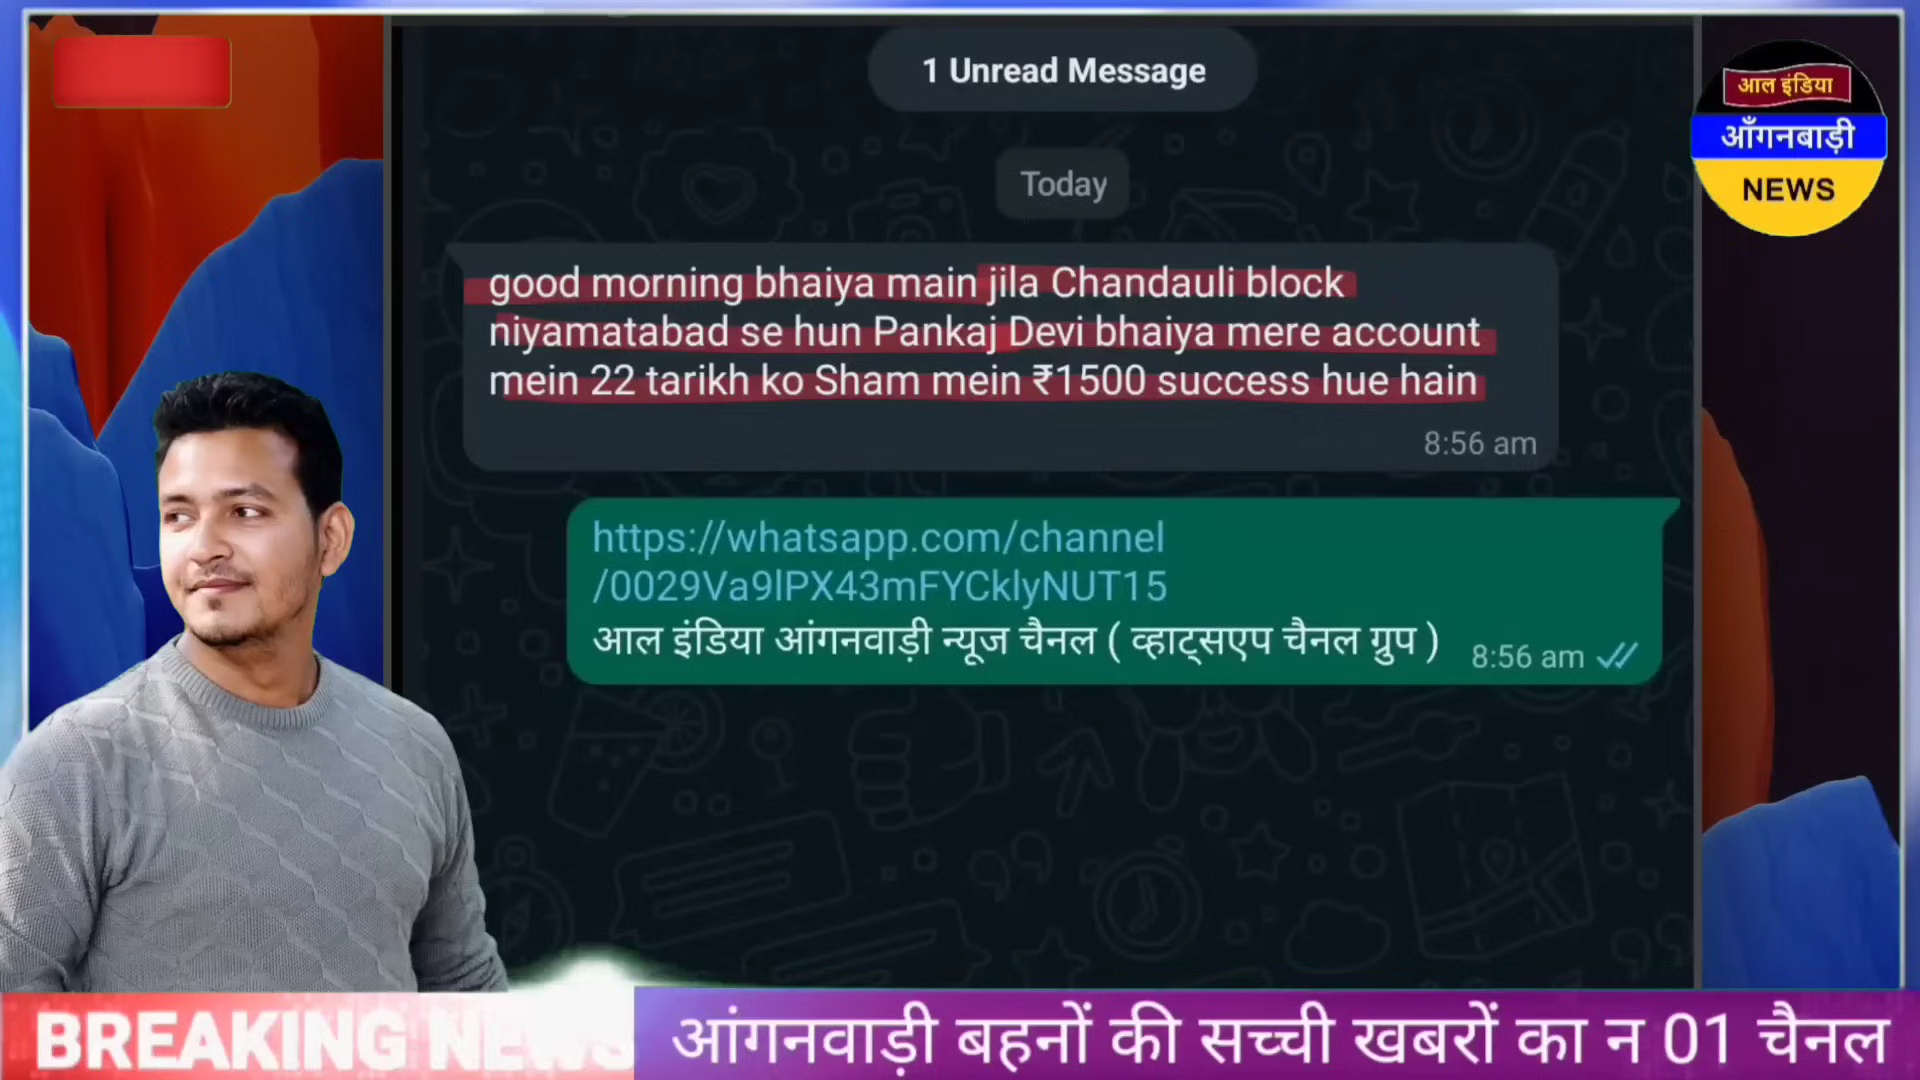 1 Unread Message
Today
आल इंडिया
आँगनबाड़ी
NEWS
good morning bhaiya main jila Chandauli block
niyamatabad se hun Pankaj Devi bhaiya mere account
mein 22 tarikh ko Sham mein ₹1500 success hue hain
8:56 am
https://whatsapp.com/channel
/0029Va9lPX43mFYCklyNUT15
आल इंडिया आंगनवाड़ी न्यूज चैनल ( व्हाट्सएप चैनल ग्रुप )
8:56 am
BREAKING NEWS
आंगनवाड़ी बहनों की सच्ची खबरों का न 01 चैनल